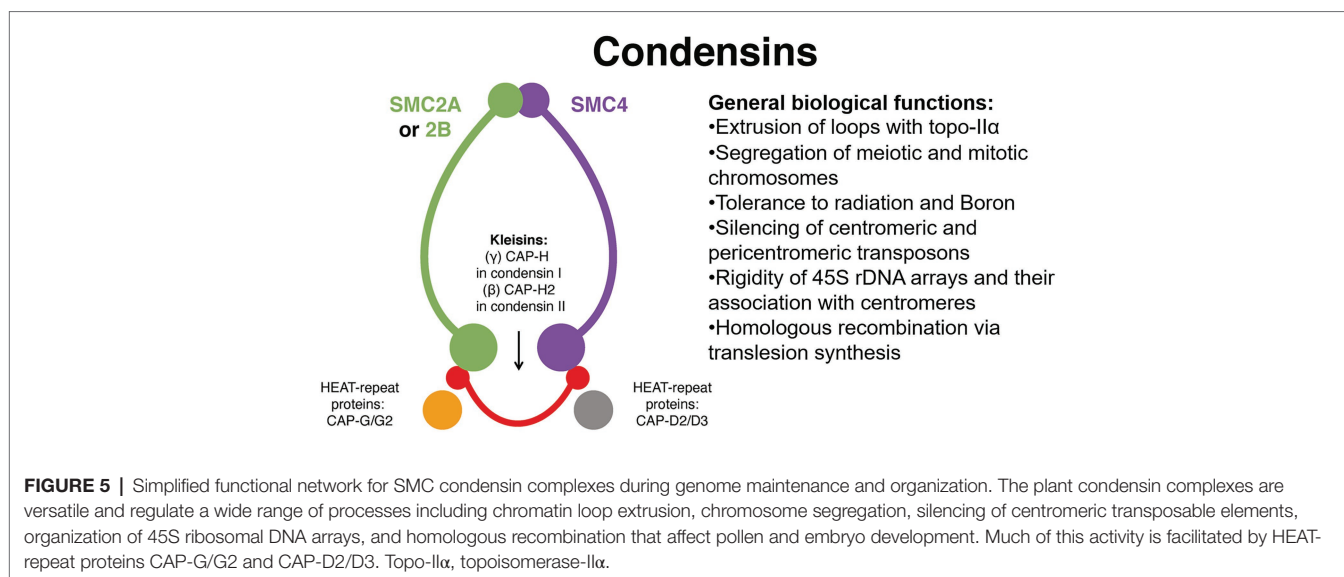 Condensins
SMC2A
or 2B
SMC4
Kleisins:
(γ) CAP-H
in condensin I
(β) CAP-H2
in condensin II
HEAT-repeat
proteins:
CAP-G/G2
HEAT-repeat
proteins:
CAP-D2/D3
General biological functions:
•Extrusion of loops with topo-IIα
•Segregation of meiotic and mitotic
chromosomes
•Tolerance to radiation and Boron
•Silencing of centromeric and
pericentromeric transposons
•Rigidity of 45S rDNA arrays and their
association with centromeres
•Homologous recombination via
translesion synthesis
FIGURE 5 | Simplified functional network for SMC condensin complexes during genome maintenance and organization. The plant condensin complexes are
versatile and regulate a wide range of processes including chromatin loop extrusion, chromosome segregation, silencing of centromeric transposable elements,
organization of 45S ribosomal DNA arrays, and homologous recombination that affect pollen and embryo development. Much of this activity is facilitated by HEAT-
repeat proteins CAP-G/G2 and CAP-D2/D3. Topo-IIα, topoisomerase-IIα.